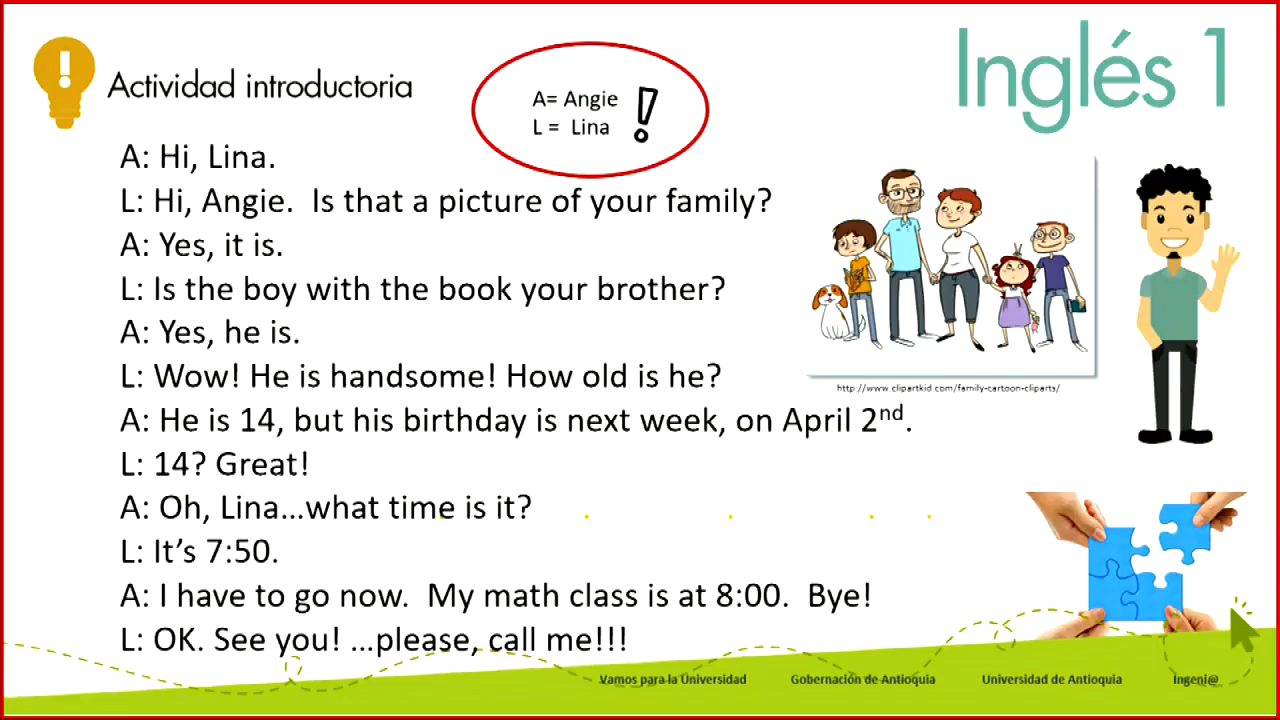 Actividad introductoria
A= Angie
L = Lina
!
Inglés 1
A: Hi, Lina.
L: Hi, Angie. Is that a picture of your family?
A: Yes, it is.
L: Is the boy with the book your brother?
A: Yes, he is.
L: Wow! He is handsome! How old is he?
A: He is 14, but his birthday is next week, on April 2nd.
L: 14? Great!
A: Oh, Lina...what time is it?
L: It's 7:50.
A: I have to go now. My math class is at 8:00. Bye!
L: OK. See you! ...please, call me!!!
http://www.clipartkid.com/family-cartoon-cliparts/
Vamos para la Universidad Gobernación de Antioquia Universidad de Antioquia Ingeni@